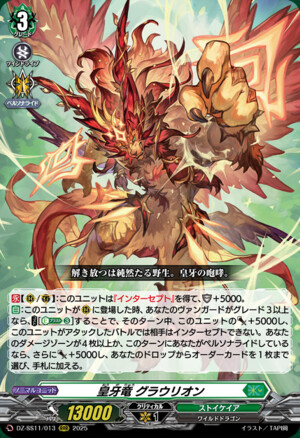 3
グレード
ツインドライブ
ペルソナライド
解き放つは純然たる野生。皇牙の咆哮。
:このユニットは『インターセプト』を得て、+5000。
:このユニットが に登場した時、あなたのヴァンガードがグレード3以上
なら、することで、そのターン中、このユニットの+5000し、
このユニットがアタックしたバトルでは相手はインターセプトできない。あなた
のダメージゾーンが4枚以上か、このターンにあなたがペルソナライドしているな
ら、さらに+5000し、あなたのドロップからオーダーカードを1枚まで
選び、手札に加える。
ノーマルユニット
皇牙竜 グラウリオン
13000
クリティカル
1
ストイケイア
ワイルドドラゴン
DZ-SS11/013 RRR 2025
イラスト/TAPI岡